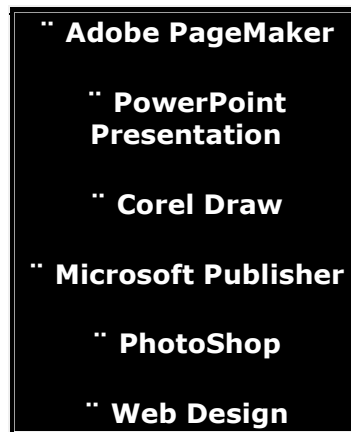 ¨ Adobe PageMaker
¨ PowerPoint
Presentation
¨ Corel Draw
¨ Microsoft Publisher
¨ PhotoShop
¨ Web Design